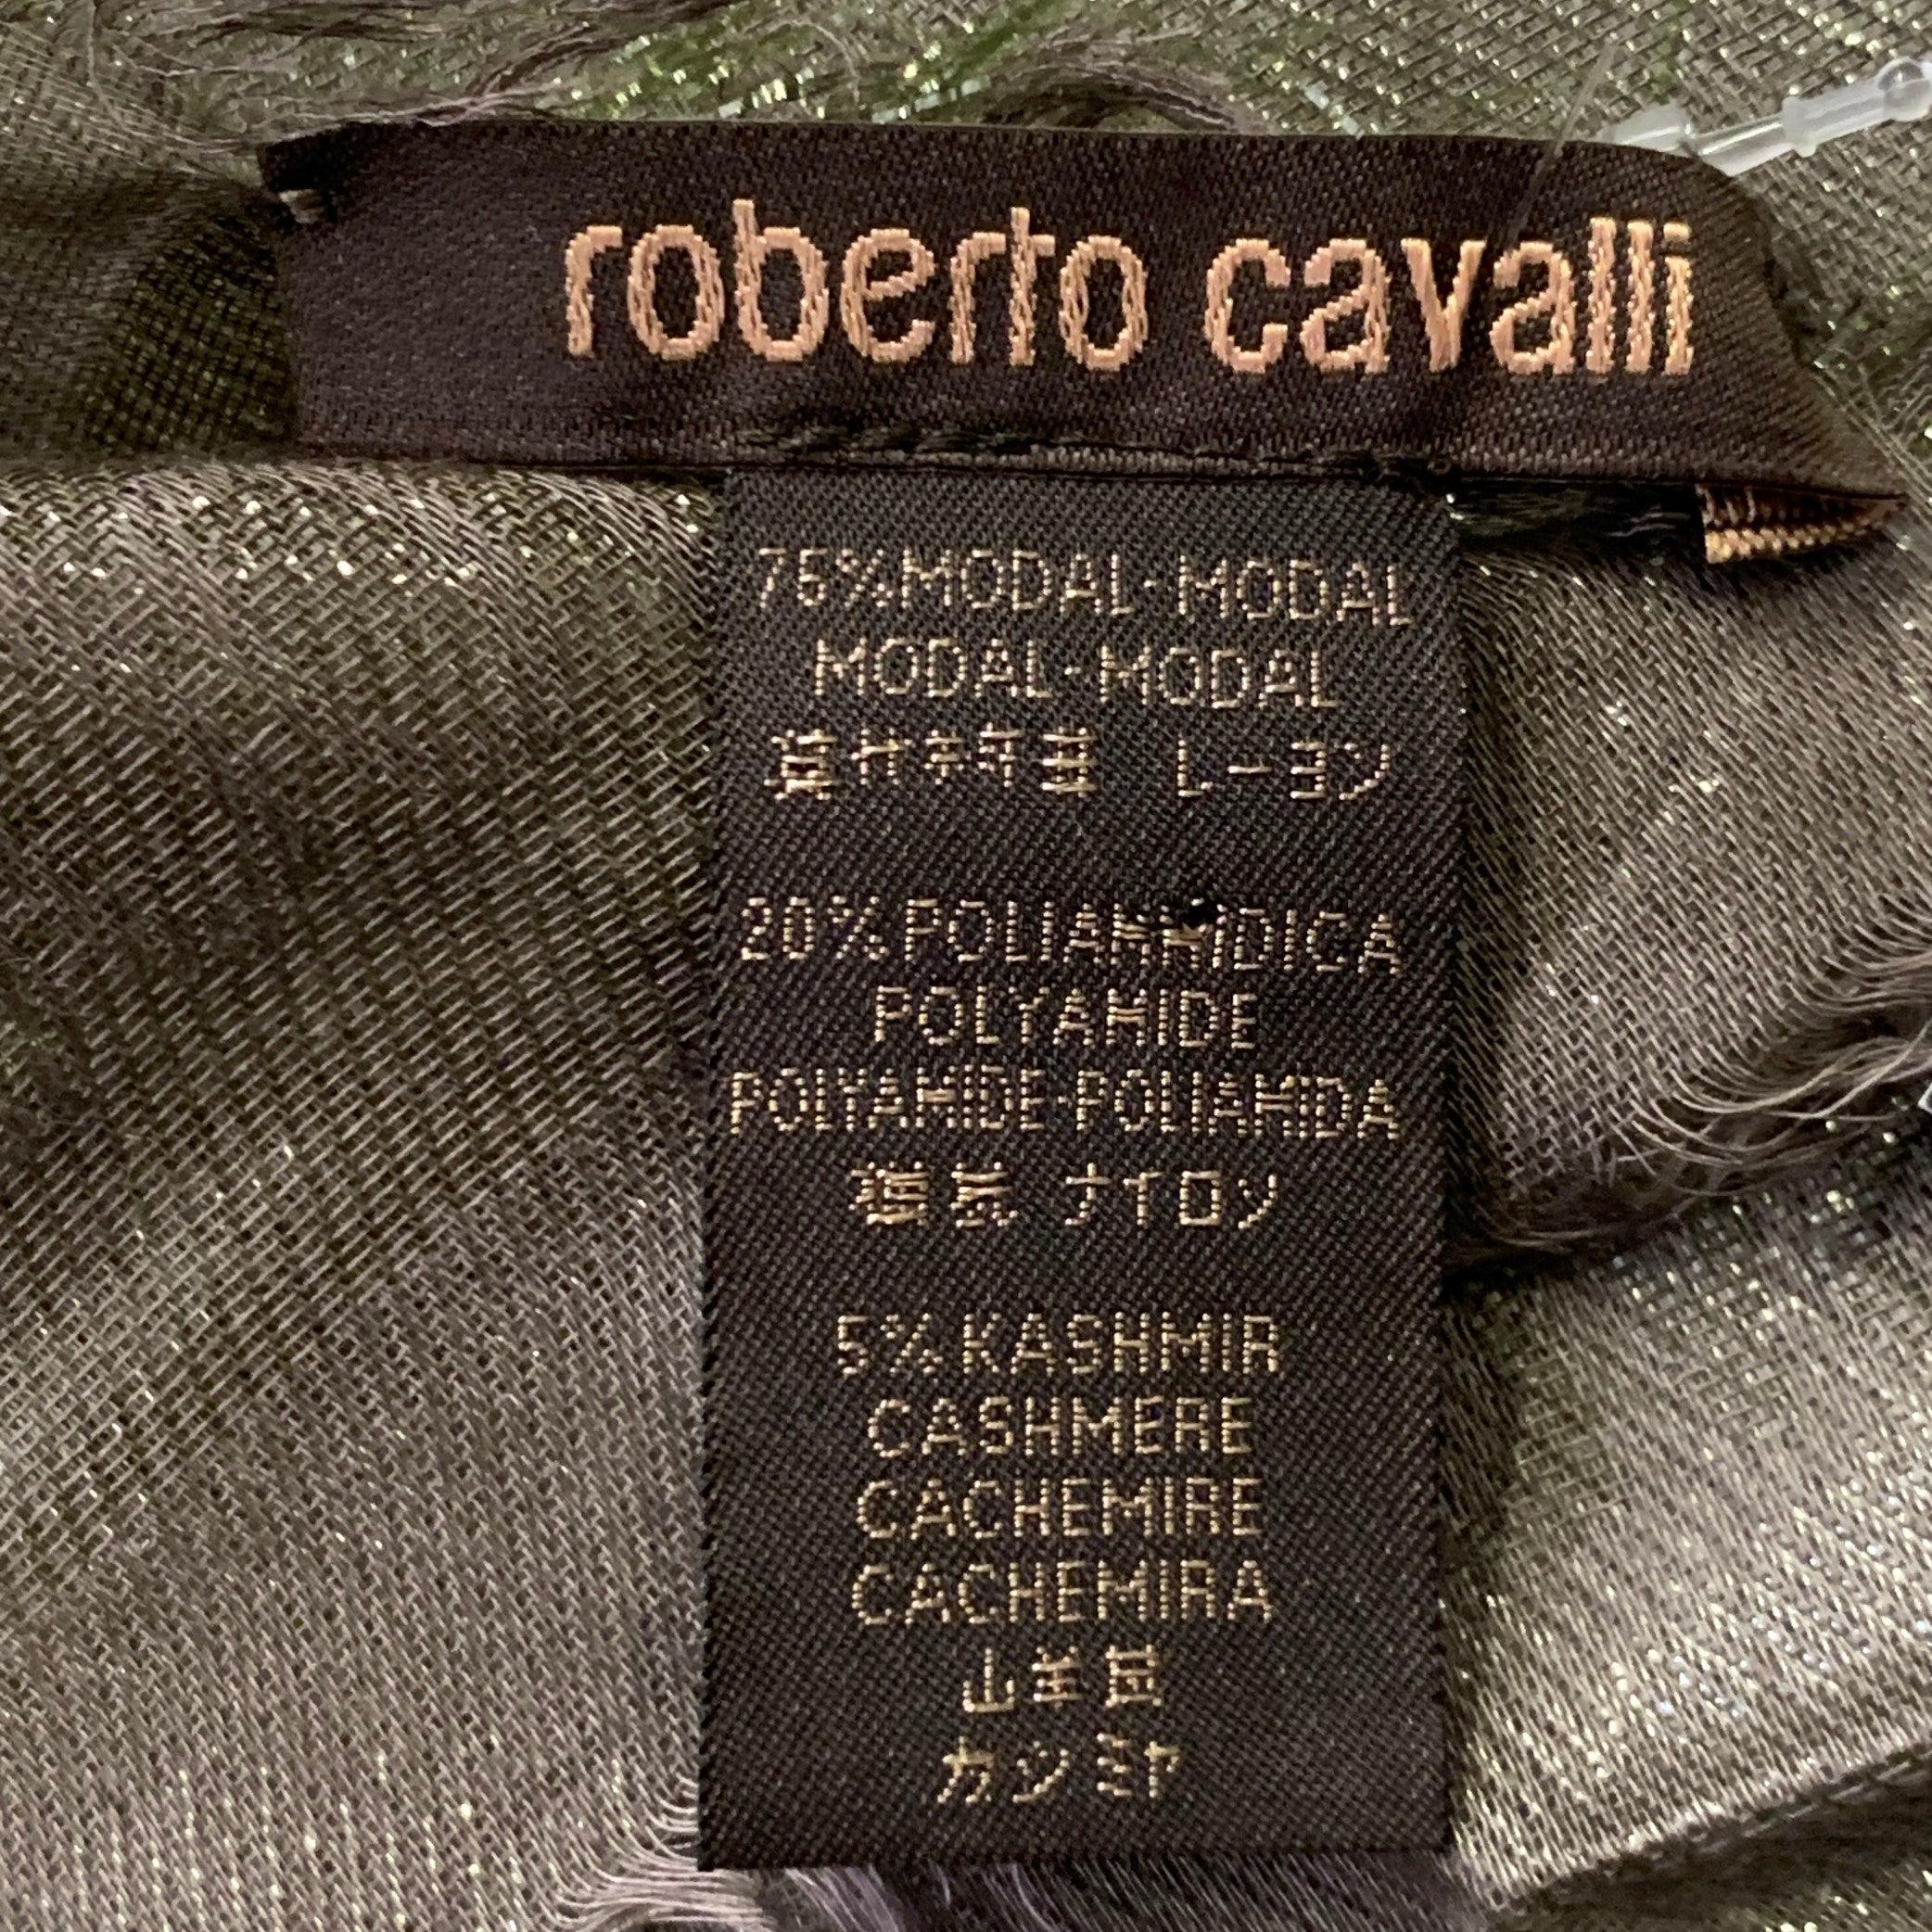 roberto cavalli
75%MODAL·MODAL
MODAL·MODAL
レーヨン
20%POLIAMMIDICA
POLYAMIDE
POLYAMIDE·POLIAMIDA
ナイロン
5%KASHMIR
CASHMERE
CACHEMIRE
CACHEMIRA
山羊
カシミヤ